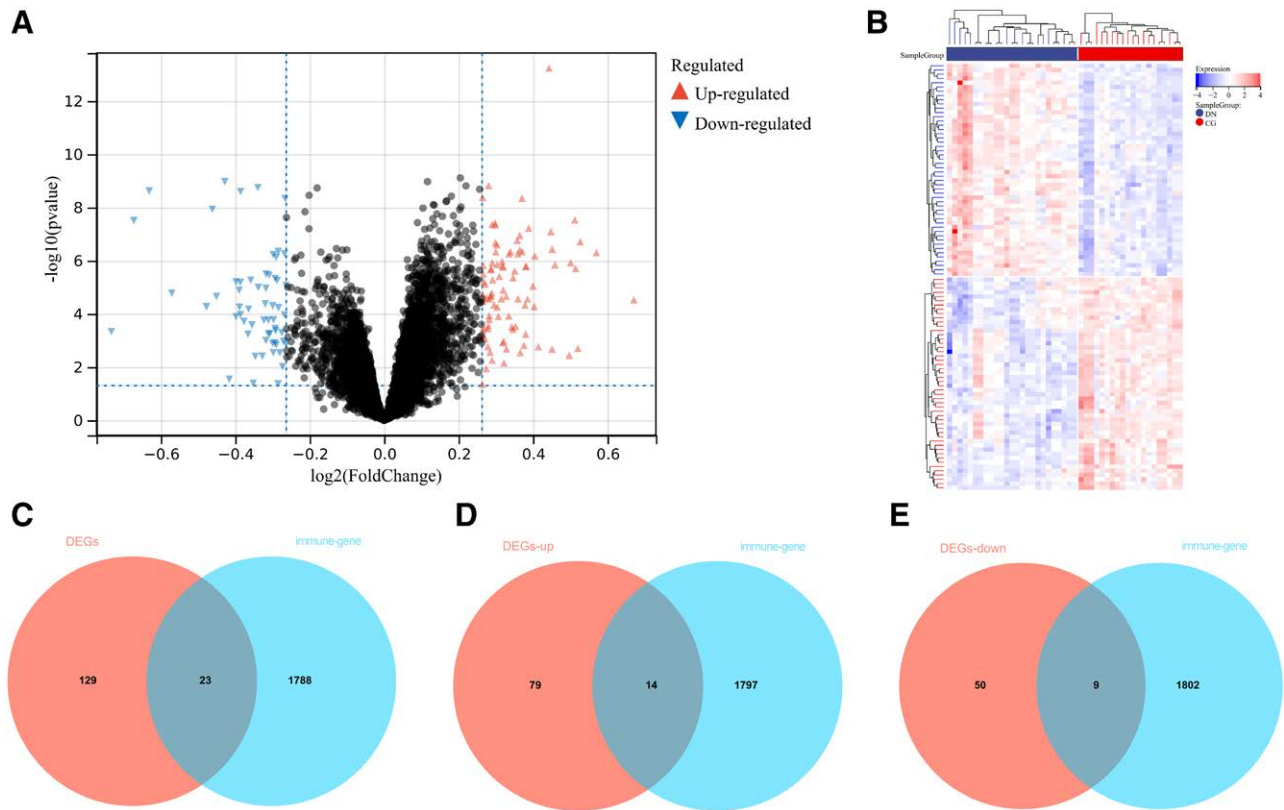 A
12
10
8
6
4
2
0
-log10(pvalue)
−0.6
−0.4
−0.2
0.0
0.2
0.4
0.6
log2(FoldChange)
Regulated
Up-regulated
Down-regulated
B
SampleGroup
Expression
−4 −2 0 2 4
SampleGroup:
DN
CG
C
DEGs
immune-gene
129 23 1788
D
DEGs-up
immune-gene
79 14 1797
E
DEGs-down
immune-gene
50 9 1802